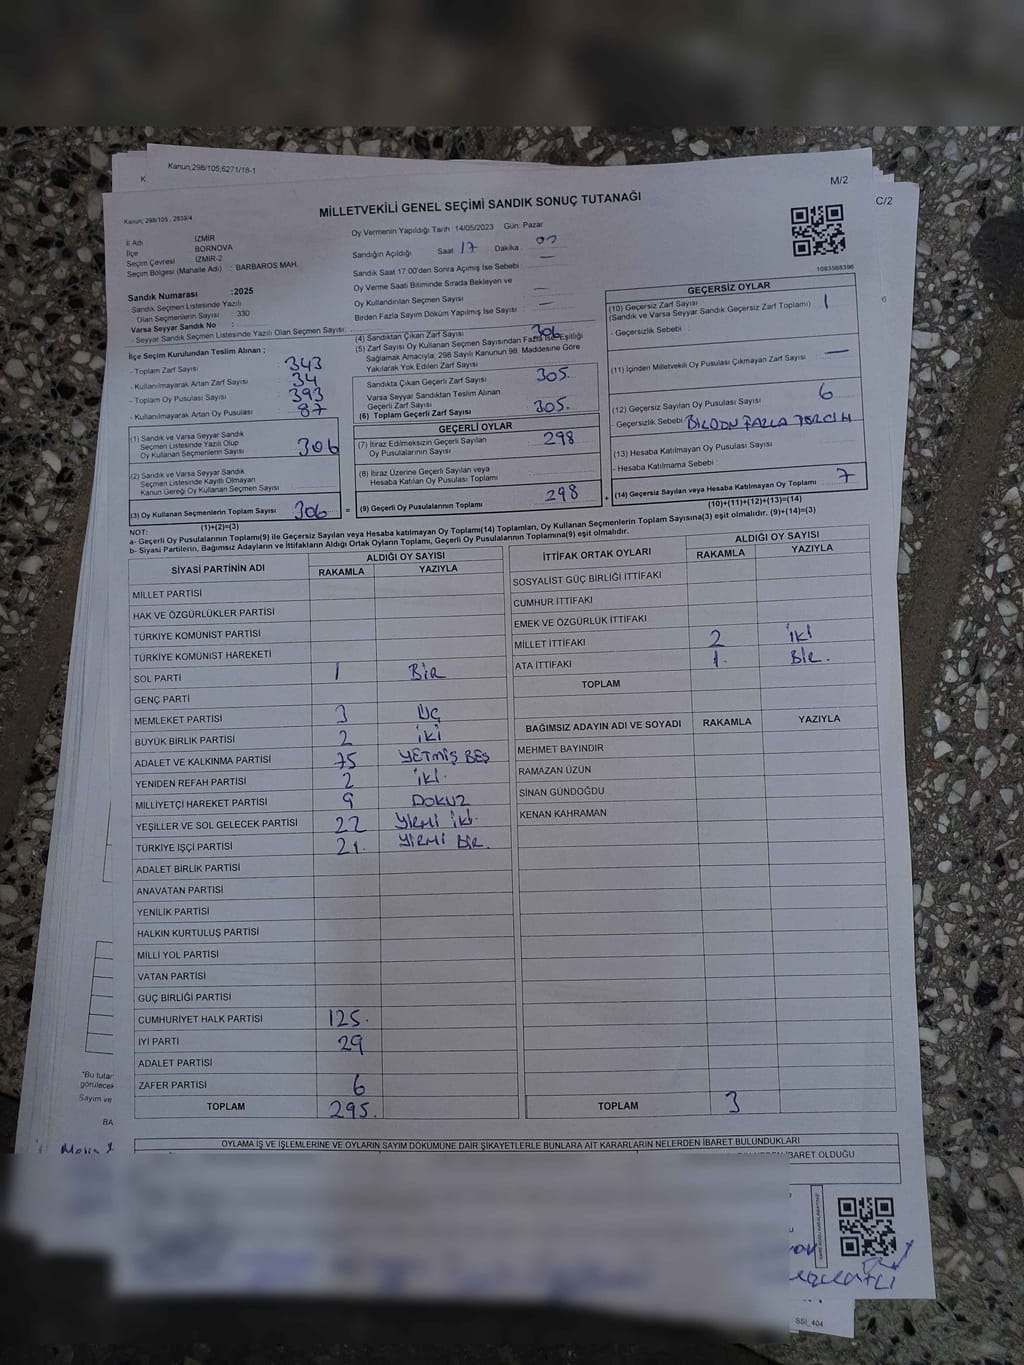 Kanun;298/105,6271/18-1
K
M/2
C/2
Kanun; 298/105 , 2839/4
MİLLETVEKİLİ GENEL SEÇİMİ SANDIK SONUÇ TUTANAĞI
Oy Vermenin Yapıldığı Tarih : 14/05/2023 Gün: Pazar
İl Adı İZMİR
İlçe BORNOVA
Seçim Çevresi İZMİR-2
Seçim Bölgesi (Mahalle Adı) : BARBAROS MAH.
Sandığın Açıldığı Saat 17 Dakika 00
Sandık Saat 17:00'den Sonra Açımış İse Sebebi —
Oy Verme Saati Bitiminde Sırada Bekleyen ve
Oy Kullandırılan Seçmen Sayısı —
Birden Fazla Sayım Döküm Yapılmış İse Sayısı —
1083568396
Sandık Numarası :2025
Sandık Seçmen Listesinde Yazılı
Olan Seçmenlerin Sayısı : 330
Varsa Seyyar Sandık No :
- Seyyar Sandık Seçmen Listesinde Yazılı Olan Seçmen Sayısı:
İlçe Seçim Kurulundan Teslim Alınan ;
- Toplam Zarf Sayısı 343
- Kullanılmayarak Artan Zarf Sayısı 34
- Toplam Oy Pusulası Sayısı 393
- Kullanılmayarak Artan Oy Pusulası 87
(1) Sandık ve Varsa Seyyar Sandık
Seçmen Listesinde Yazılı Olup
Oy Kullanan Seçmenlerin Sayısı 306
(2) Sandık ve Varsa Seyyar Sandık
Seçmen Listesinde Kayıtlı Olmayan
Kanun Gereği Oy Kullanan Seçmen Sayısı
(3) Oy Kullanan Seçmenlerin Toplam Sayısı 306
(1)+(2)=(3)
(4) Sandıktan Çıkan Zarf Sayısı 306
(5) Zarf Sayısı Oy Kullanan Seçmen Sayısından Fazla İse, Eşitliği
Sağlamak Amacıyla; 298 Sayılı Kanunun 98. Maddesine Göre
Yakılarak Yok Edilen Zarf Sayısı
Sandıkta Çıkan Geçerli Zarf Sayısı 305.
Varsa Seyyar Sandıktan Teslim Alınan
Geçerli Zarf Sayısı
(6) Toplam Geçerli Zarf Sayısı 305.
GEÇERLİ OYLAR
(7) İtiraz Edilmeksizin Geçerli Sayılan
Oy Pusulalarının Sayısı 298
(8) İtiraz Üzerine Geçerli Sayılan veya
Hesaba Katılan Oy Pusulası Toplamı
= (9) Geçerli Oy Pusulalarının Toplamı 298
GEÇERSİZ OYLAR
(10) Geçersiz Zarf Sayısı 1
(Sandık ve Varsa Seyyar Sandık Geçersiz Zarf Toplamı)
- Geçersizlik Sebebi :
(11) İçinden Milletvekili Oy Pusulası Çıkmayan Zarf Sayısı —
(12) Geçersiz Sayılan Oy Pusulası Sayısı 6
- Geçersizlik Sebebi
(13) Hesaba Katılmayan Oy Pusulası Sayısı
- Hesaba Katılmama Sebebi
+ (14) Geçersiz Sayılan veya Hesaba Katılmayan Oy Toplamı 7
(10)+(11)+(12)+(13)=(14)
NOT:
a- Geçerli Oy Pusulalarının Toplamı(9) ile Geçersiz Sayılan veya Hesaba Katılmayan Oy Toplamı(14) Toplamları, Oy Kullanan Seçmenlerin Toplam Sayısına(3) eşit olmalıdır. (9)+(14)=(3)
b- Siyasi Partilerin, Bağımsız Adayların ve İttifakların Aldığı Ortak Oyların Toplamı, Geçerli Oy Pusulalarının Toplamına(9) eşit olmalıdır.
SİYASİ PARTİNİN ADI ALDIĞI OY SAYISI
RAKAMLA YAZIYLA
MİLLET PARTİSİ
HAK VE ÖZGÜRLÜKLER PARTİSİ
TÜRKİYE KOMÜNİST PARTİSİ
TÜRKİYE KOMÜNİST HAREKETİ
SOL PARTİ 1 BİR
GENÇ PARTİ
MEMLEKET PARTİSİ 3 ÜÇ
BÜYÜK BİRLİK PARTİSİ 2 İKİ
ADALET VE KALKINMA PARTİSİ 75 YETMİŞ BEŞ
YENİDEN REFAH PARTİSİ 2 İKİ.
MİLLİYETÇİ HAREKET PARTİSİ 9 DOKUZ
YEŞİLLER VE SOL GELECEK PARTİSİ 22 YİRMİ İKİ.
TÜRKİYE İŞÇİ PARTİSİ 21. YİRMİ BİR.
ADALET BİRLİK PARTİSİ
ANAVATAN PARTİSİ
YENİLİK PARTİSİ
HALKIN KURTULUŞ PARTİSİ
MİLLİ YOL PARTİSİ
VATAN PARTİSİ
GÜÇ BİRLİĞİ PARTİSİ
CUMHURİYET HALK PARTİSİ 125.
İYİ PARTİ 29
ADALET PARTİSİ
ZAFER PARTİSİ 6
TOPLAM 295.
İTTİFAK ORTAK OYLARI ALDIĞI OY SAYISI
RAKAMLA YAZIYLA
SOSYALİST GÜÇ BİRLİĞİ İTTİFAKI
CUMHUR İTTİFAKI
EMEK VE ÖZGÜRLÜK İTTİFAKI
MİLLET İTTİFAKI 2 İKİ
ATA İTTİFAKI 1. BİR.
TOPLAM
BAĞIMSIZ ADAYIN ADI VE SOYADI RAKAMLA YAZIYLA
MEHMET BAYINDIR
RAMAZAN ÜZÜN
SİNAN GÜNDOĞDU
KENAN KAHRAMAN
TOPLAM 3
OYLAMA İŞ VE İŞLEMLERİNE VE OYLARIN SAYIM DÖKÜMÜNE DAİR ŞİKAYETLERLE BUNLARA AİT KARARLARIN NELERDEN İBARET BULUNDUKLARI
İBARET OLDUĞU
"Bu tutar
görülecek
Sayım ve
BA
SSİ_404